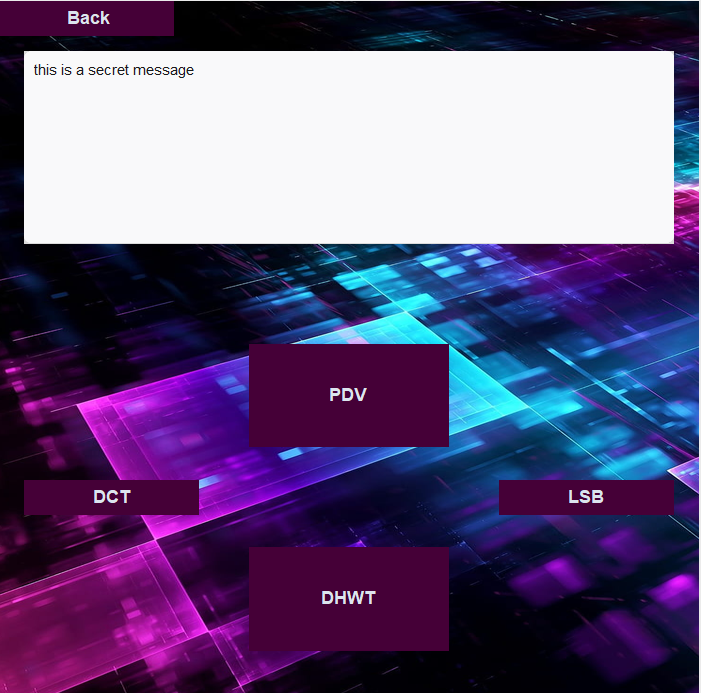 Back
this is a secret message
PDV
DCT
LSB
DHWT